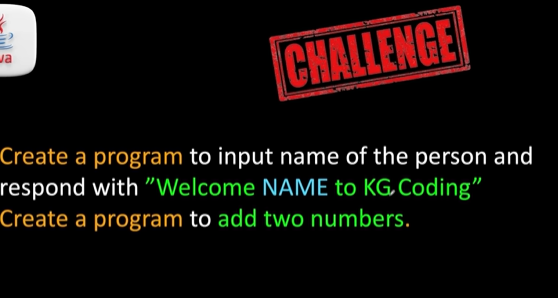 va
CHALLENGE
Create a program to input name of the person and
respond with ”Welcome NAME to KG Coding”
Create a program to add two numbers.